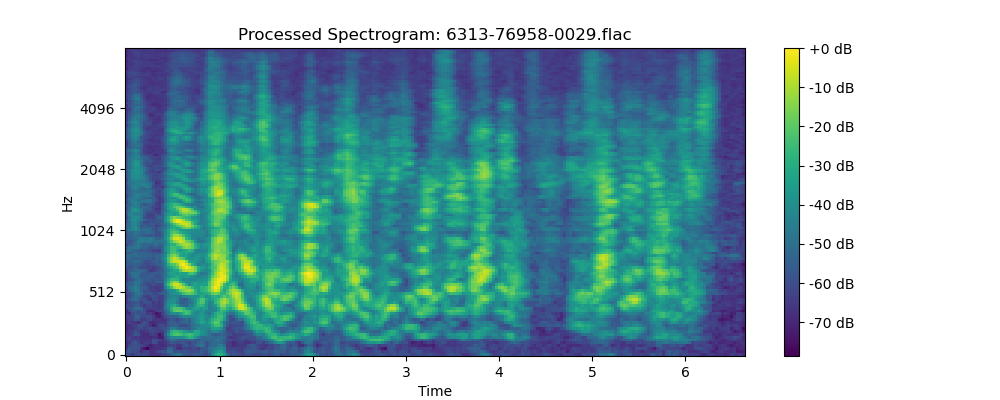 Processed Spectrogram: 6313-76958-0029.flac
Hz
4096
2048
1024
512
0
0 1 2 3 4 5 6
Time
+0 dB
-10 dB
-20 dB
-30 dB
-40 dB
-50 dB
-60 dB
-70 dB